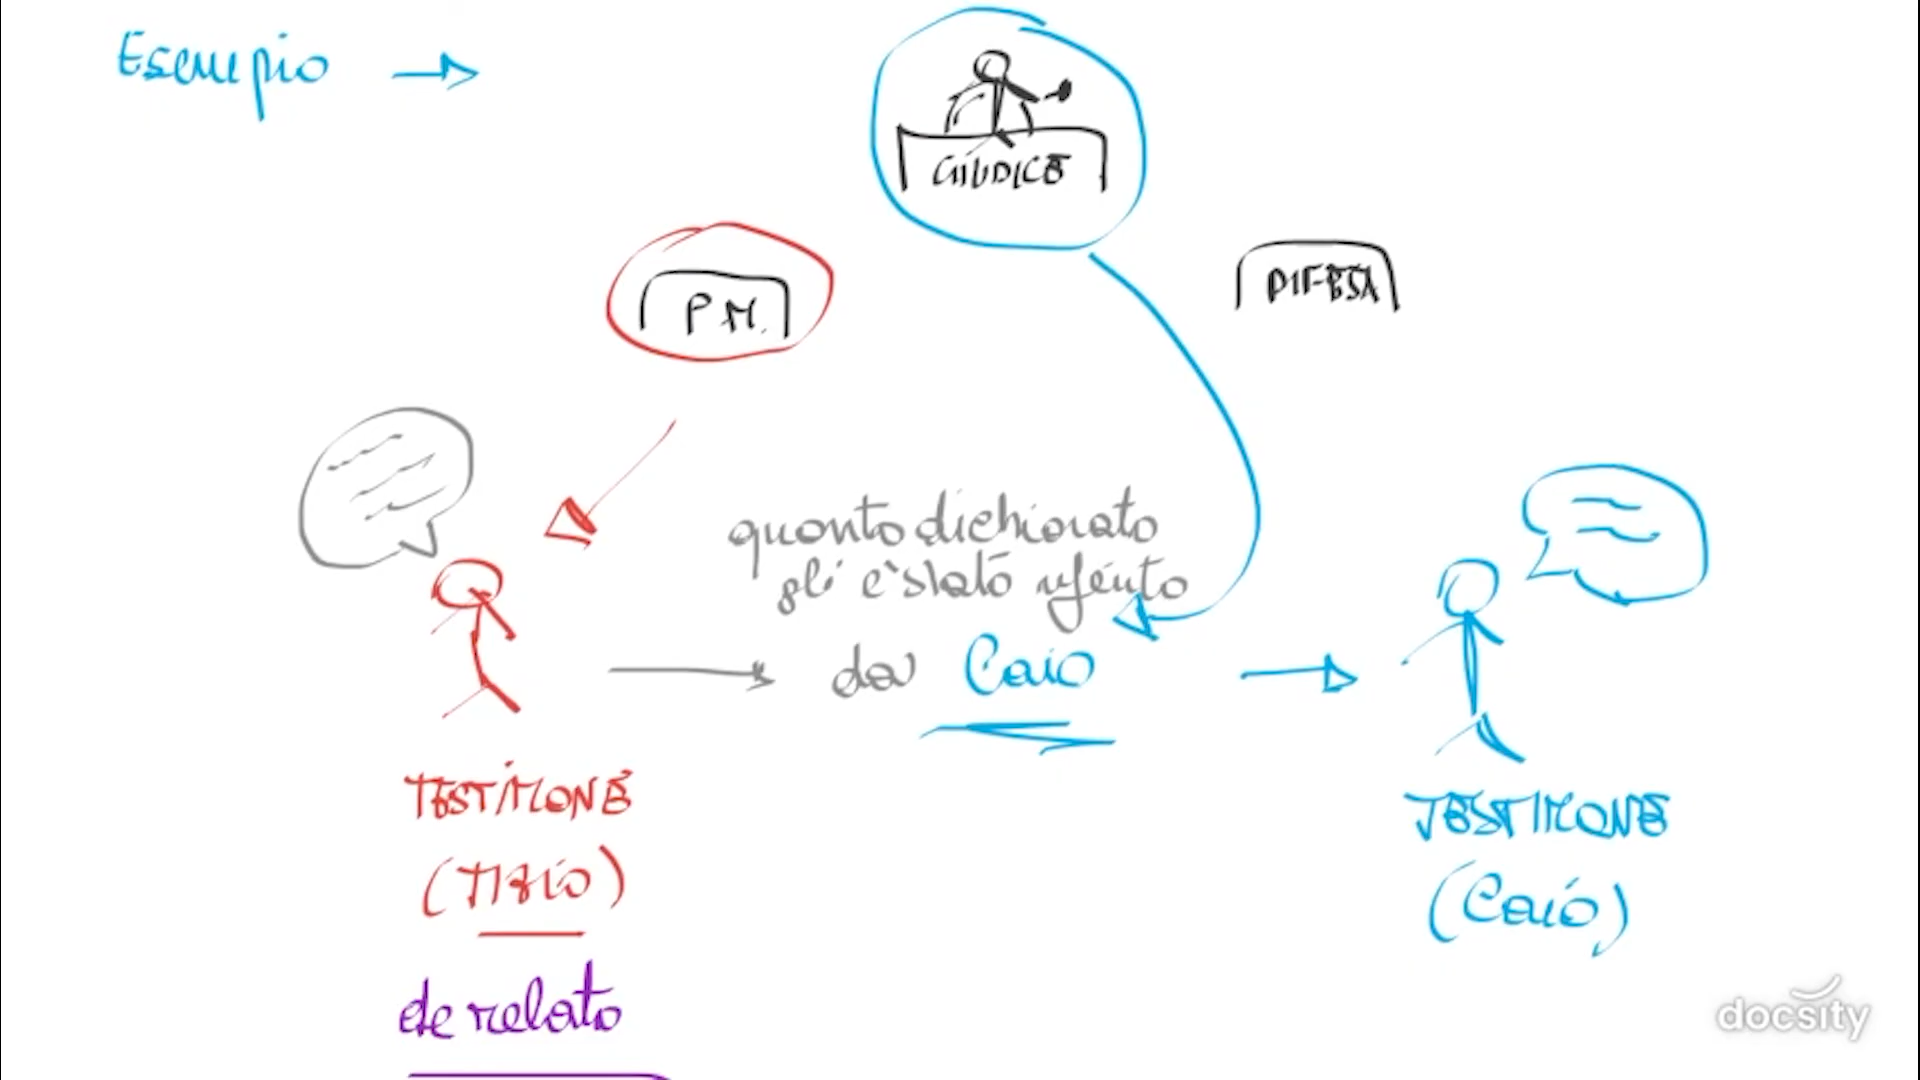 Esempio
GIUDICE
P.M.
DIFESA
quanto dichiarato
gli è stato riferito
da Caio
TESTIMONE
(TIZIO)
de relato
TESTIMONE
(Caio)
docsity